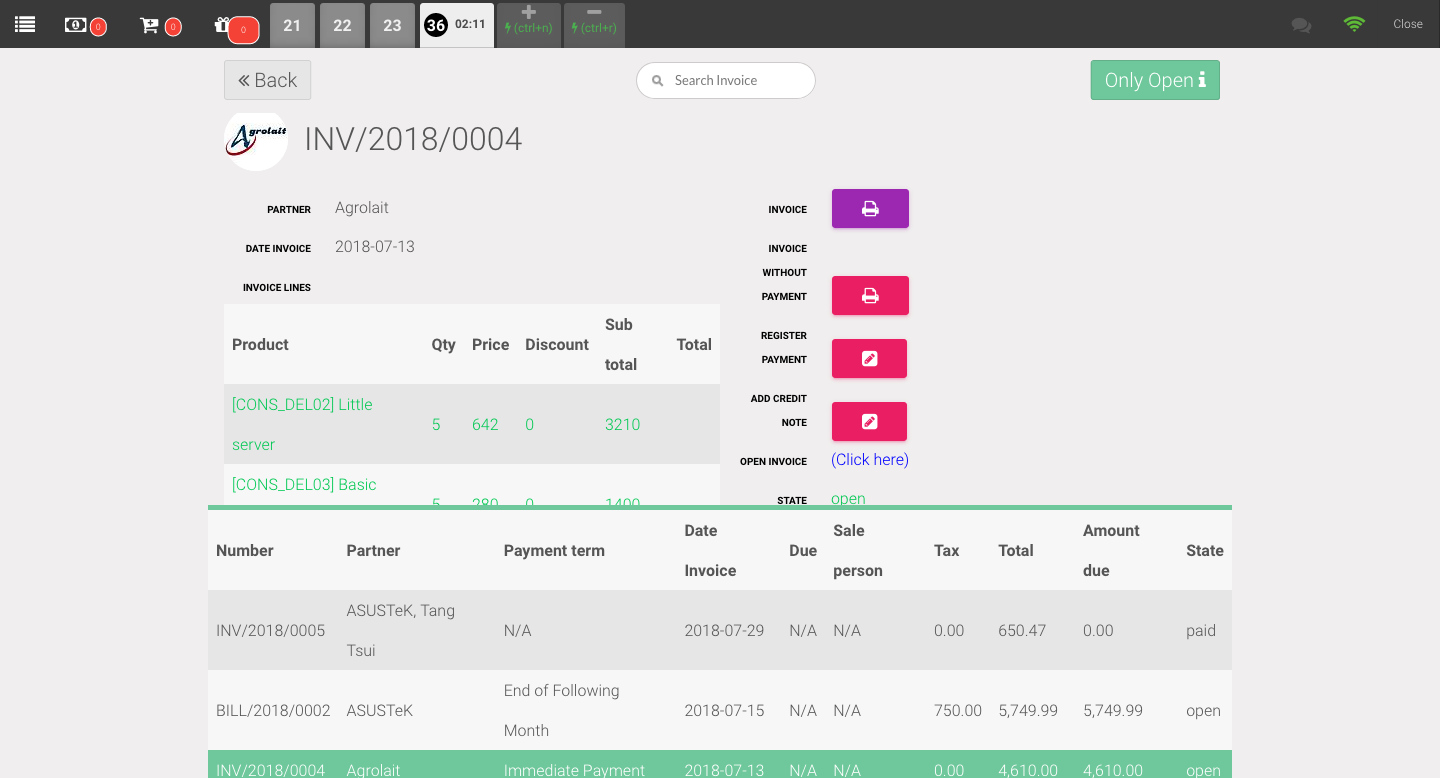 0 0 0 21 22 23 36 02:11 (ctrl+n) (ctrl+r) Close
Back Search Invoice Only Open
Agrolait INV/2018/0004
PARTNER Agrolait
DATE INVOICE 2018-07-13
INVOICE LINES
Product Qty Price Discount Sub total Total
[CONS_DEL02] Little server 5 642 0 3210
[CONS_DEL03] Basic 5 280 0 1400
INVOICE
INVOICE WITHOUT PAYMENT
REGISTER PAYMENT
ADD CREDIT NOTE
OPEN INVOICE (Click here)
STATE open
Number Partner Payment term Date Invoice Due Sale person Tax Total Amount due State
INV/2018/0005 ASUSTeK, Tang Tsui N/A 2018-07-29 N/A N/A 0.00 650.47 0.00 paid
BILL/2018/0002 ASUSTeK End of Following Month 2018-07-15 N/A N/A 750.00 5,749.99 5,749.99 open
INV/2018/0004 Agrolait Immediate Payment 2018-07-13 N/A N/A 0.00 4,610.00 4,610.00 open